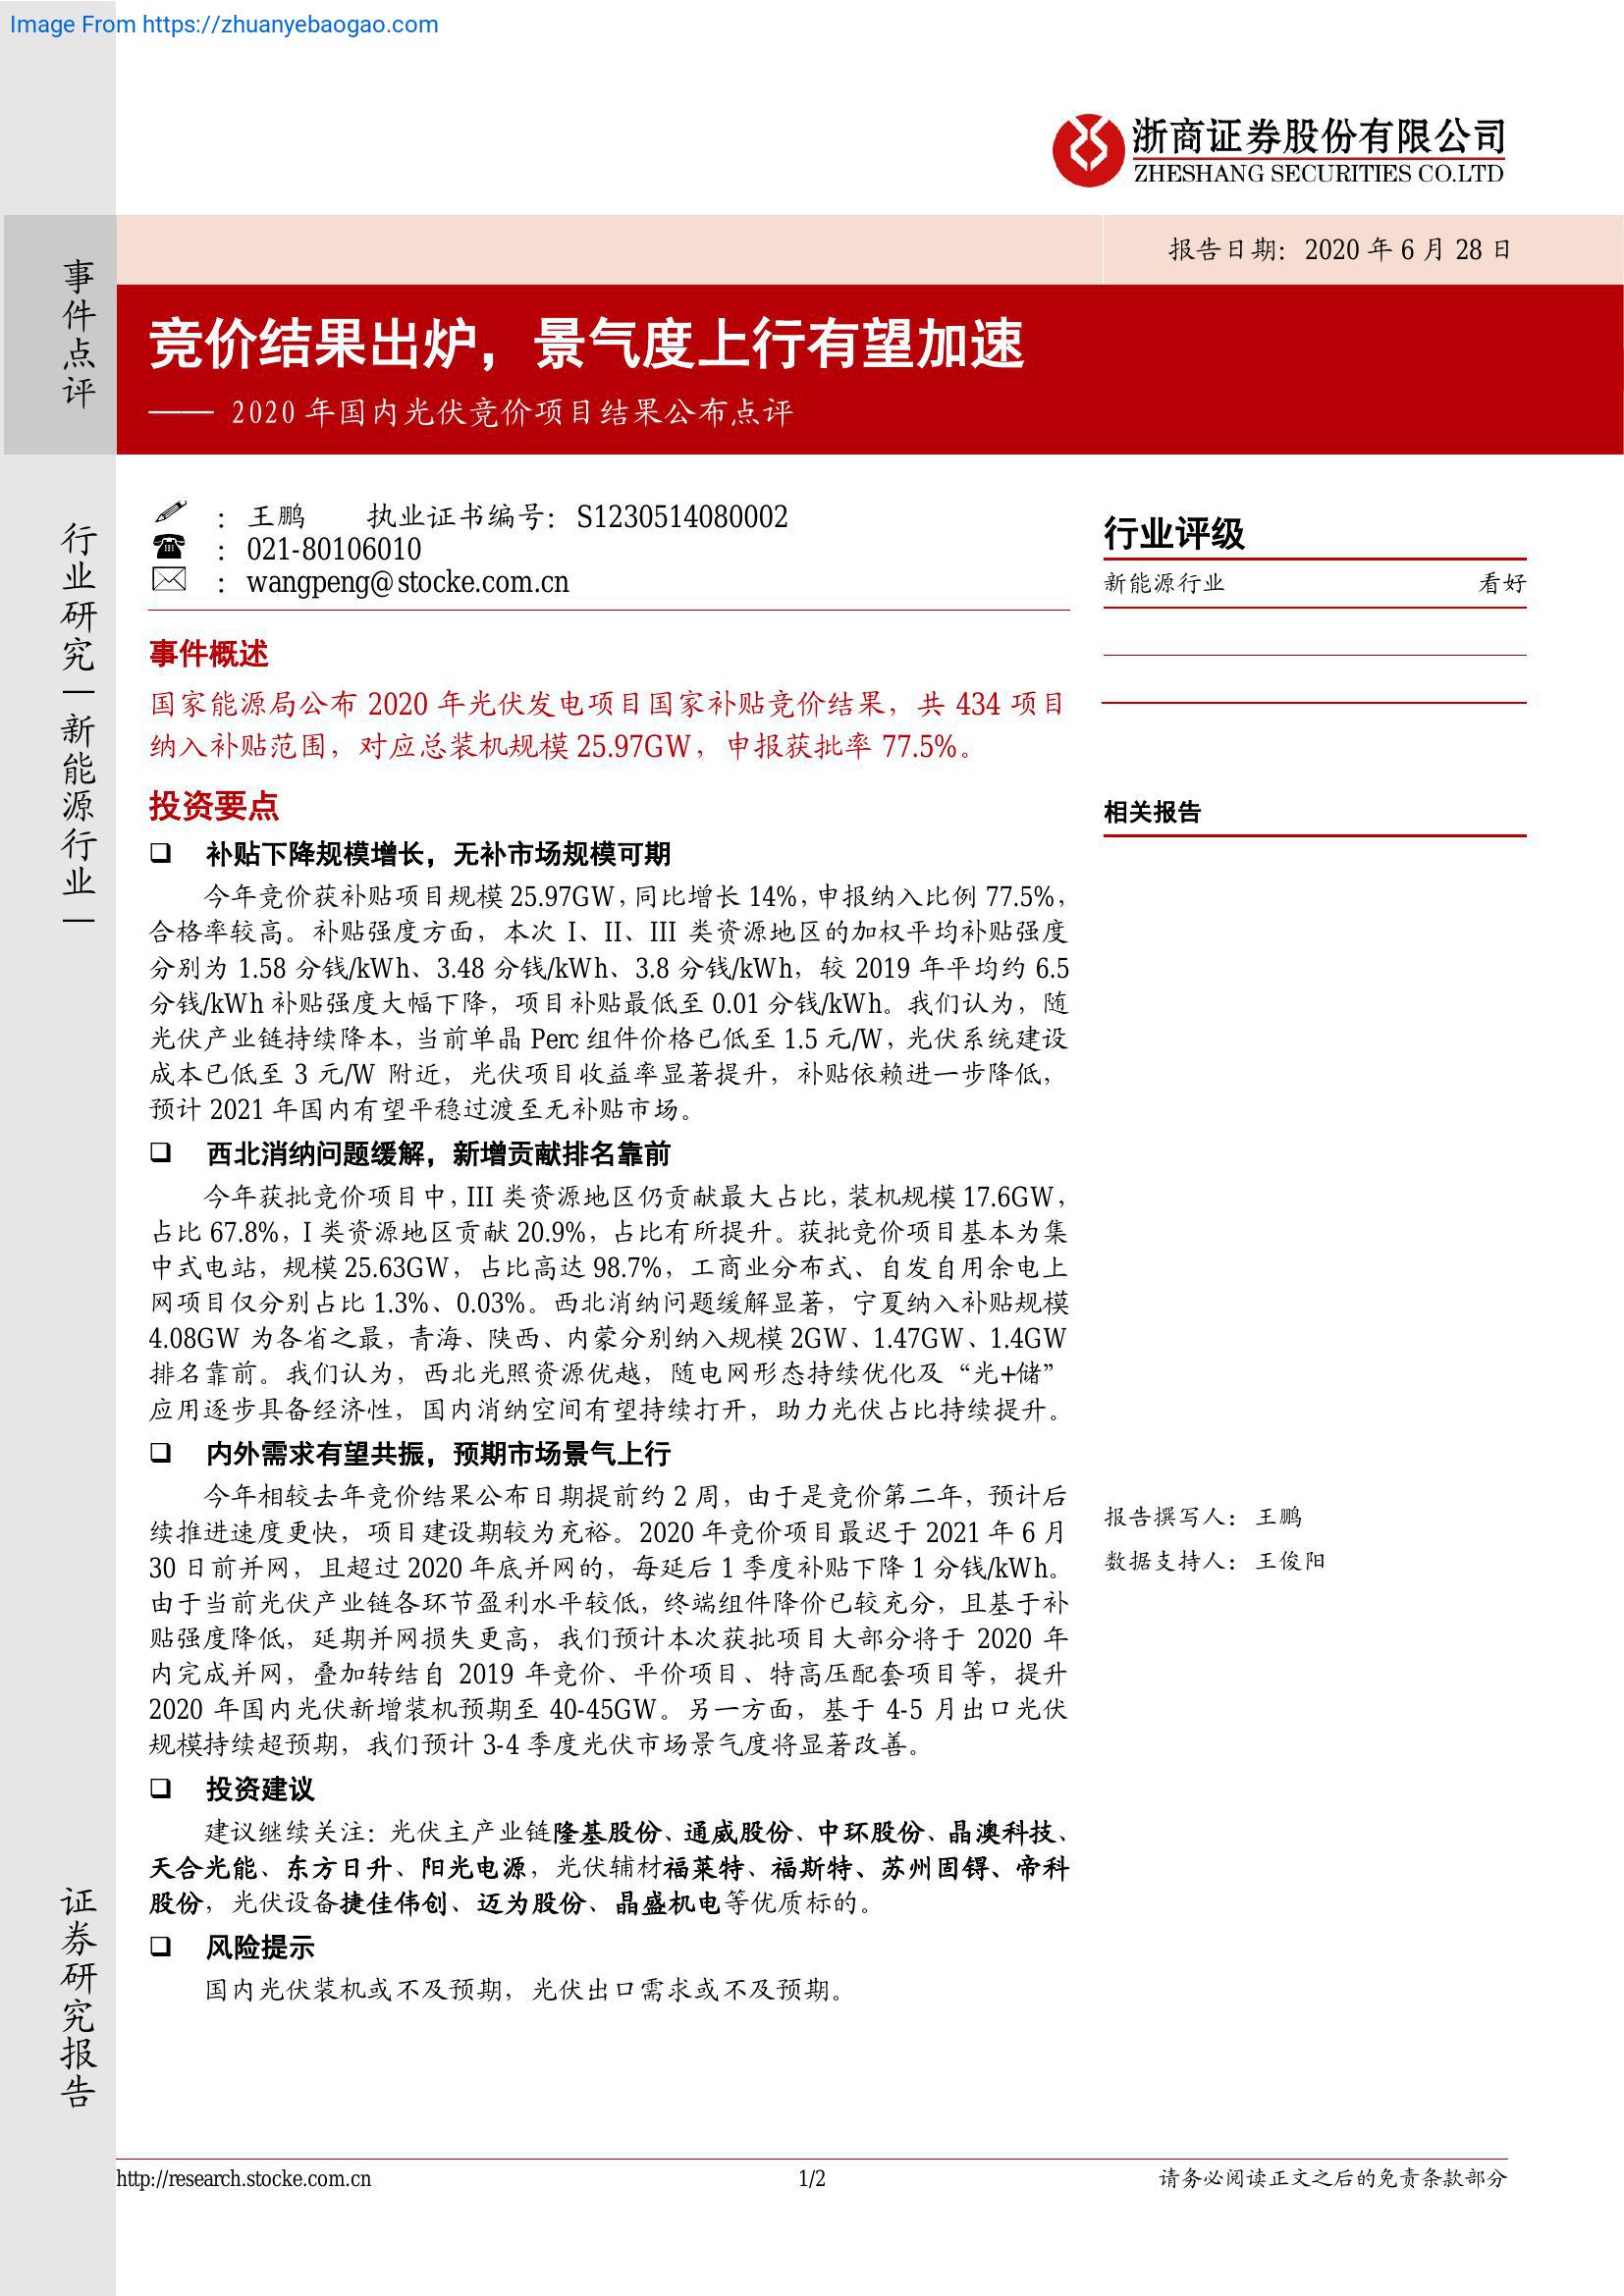 Image From https://zhuanyebaogao.com
浙商证券股份有限公司
ZHESHANG SECURITIES CO.LTD
报告日期：2020 年 6 月 28 日
事件点评
竞价结果出炉，景气度上行有望加速
—— 2020 年国内光伏竞价项目结果公布点评
行业研究｜新能源行业｜
：王鹏 执业证书编号：S1230514080002
：021-80106010
：wangpeng@stocke.com.cn
行业评级
新能源行业 看好
事件概述
国家能源局公布 2020 年光伏发电项目国家补贴竞价结果，共 434 项目
纳入补贴范围，对应总装机规模 25.97GW，申报获批率 77.5%。
投资要点
❑ 补贴下降规模增长，无补市场规模可期
今年竞价获补贴项目规模 25.97GW，同比增长 14%，申报纳入比例 77.5%，
合格率较高。补贴强度方面，本次 I、II、III 类资源地区的加权平均补贴强度
分别为 1.58 分钱/kWh、3.48 分钱/kWh、3.8 分钱/kWh，较 2019 年平均约 6.5
分钱/kWh 补贴强度大幅下降，项目补贴最低至 0.01 分钱/kWh。我们认为，随
光伏产业链持续降本，当前单晶 Perc 组件价格已低至 1.5 元/W，光伏系统建设
成本已低至 3 元/W 附近，光伏项目收益率显著提升，补贴依赖进一步降低，
预计 2021 年国内有望平稳过渡至无补贴市场。
❑ 西北消纳问题缓解，新增贡献排名靠前
今年获批竞价项目中，III 类资源地区仍贡献最大占比，装机规模 17.6GW，
占比 67.8%，I 类资源地区贡献 20.9%，占比有所提升。获批竞价项目基本为集
中式电站，规模 25.63GW，占比高达 98.7%，工商业分布式、自发自用余电上
网项目仅分别占比 1.3%、0.03%。西北消纳问题缓解显著，宁夏纳入补贴规模
4.08GW 为各省之最，青海、陕西、内蒙分别纳入规模 2GW、1.47GW、1.4GW
排名靠前。我们认为，西北光照资源优越，随电网形态持续优化及“光+储”
应用逐步具备经济性，国内消纳空间有望持续打开，助力光伏占比持续提升。
❑ 内外需求有望共振，预期市场景气上行
今年相较去年竞价结果公布日期提前约 2 周，由于是竞价第二年，预计后
续推进速度更快，项目建设期较为充裕。2020 年竞价项目最迟于 2021 年 6 月
30 日前并网，且超过 2020 年底并网的，每延后 1 季度补贴下降 1 分钱/kWh。
由于当前光伏产业链各环节盈利水平较低，终端组件降价已较充分，且基于补
贴强度降低，延期并网损失更高，我们预计本次获批项目大部分将于 2020 年
内完成并网，叠加转结自 2019 年竞价、平价项目、特高压配套项目等，提升
2020 年国内光伏新增装机预期至 40-45GW。另一方面，基于 4-5 月出口光伏
规模持续超预期，我们预计 3-4 季度光伏市场景气度将显著改善。
❑ 投资建议
建议继续关注：光伏主产业链隆基股份、通威股份、中环股份、晶澳科技、
天合光能、东方日升、阳光电源，光伏辅材福莱特、福斯特、苏州固锝、帝科
股份，光伏设备捷佳伟创、迈为股份、晶盛机电等优质标的。
❑ 风险提示
国内光伏装机或不及预期，光伏出口需求或不及预期。
相关报告
报告撰写人：王鹏
数据支持人：王俊阳
证券研究报告
http://research.stocke.com.cn 1/2 请务必阅读正文之后的免责条款部分